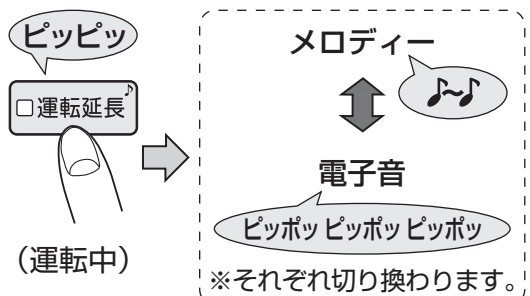 ピッピッ
□運転延長♪
(運転中)
メロディー
♪〜♪
電子音
ピッポッ ピッポッ ピッポッ
※それぞれ切り換わります。